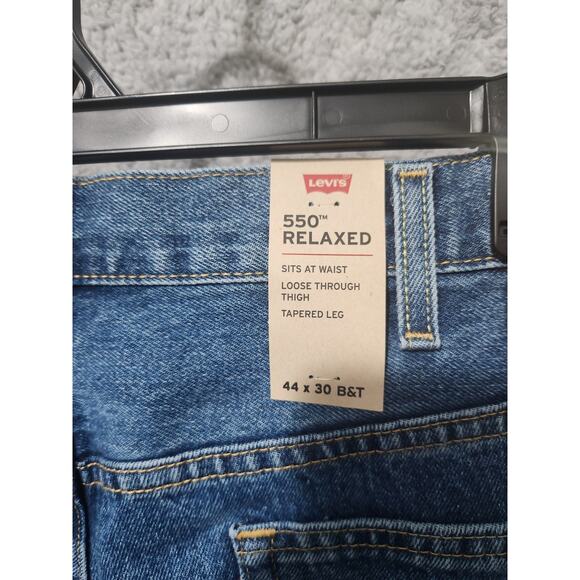 Levi's
550™
RELAXED
SITS AT WAIST
LOOSE THROUGH
THIGH
TAPERED LEG
44 x 30 B&T